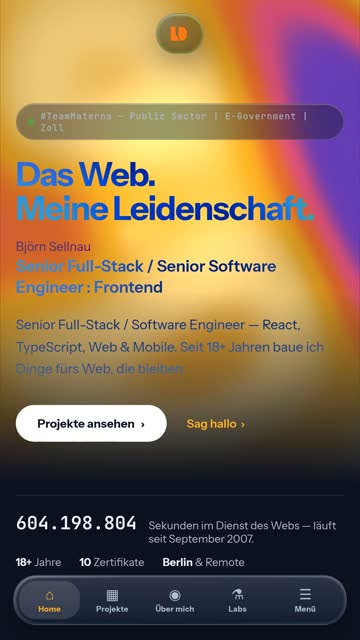 #TeamMaterna — Public Sector | E-Government |
Zoll
Das Web.
Meine Leidenschaft.
Björn Sellnau
Senior Full-Stack / Senior Software
Engineer : Frontend
Senior Full-Stack / Software Engineer — React,
TypeScript, Web & Mobile. Seit 18+ Jahren baue ich
Dinge fürs Web, die bleiben.
Projekte ansehen ›
Sag hallo ›
604.198.804 Sekunden im Dienst des Webs — läuft
seit September 2007.
18+ Jahre 10 Zertifikate Berlin & Remote
Home Projekte Über mich Labs Menü